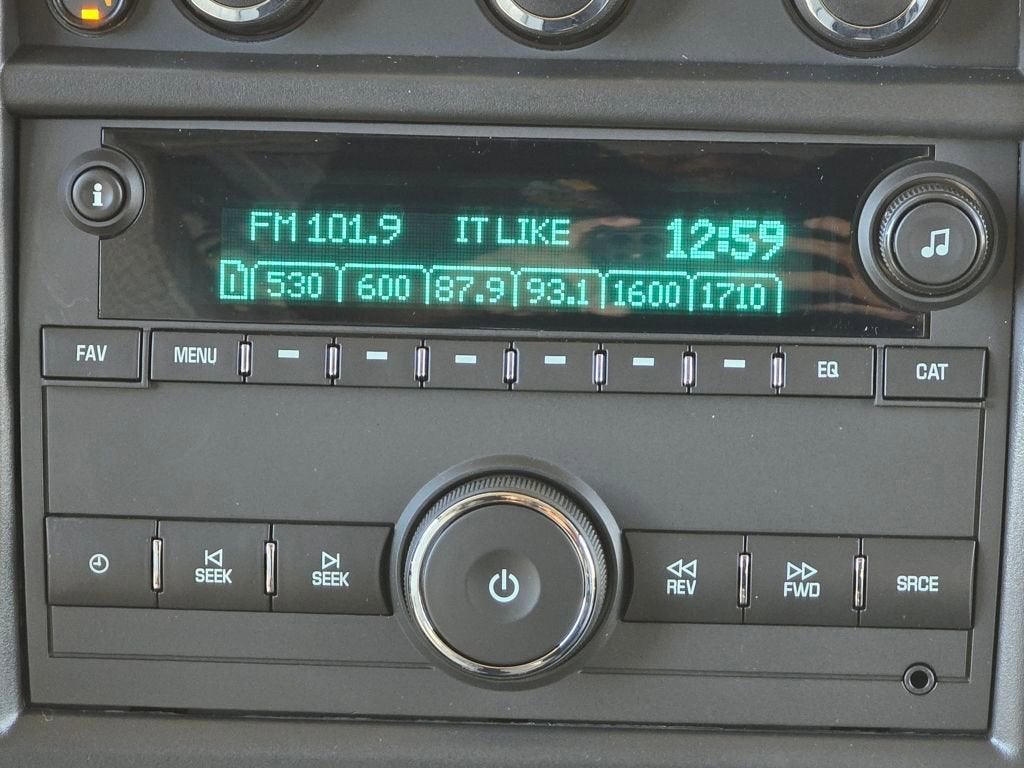 FM 101.9 IT LIKE 12:59
1 530 600 87.9 93.1 1600 1710
FAV MENU EQ CAT
SEEK SEEK REV FWD SRCE